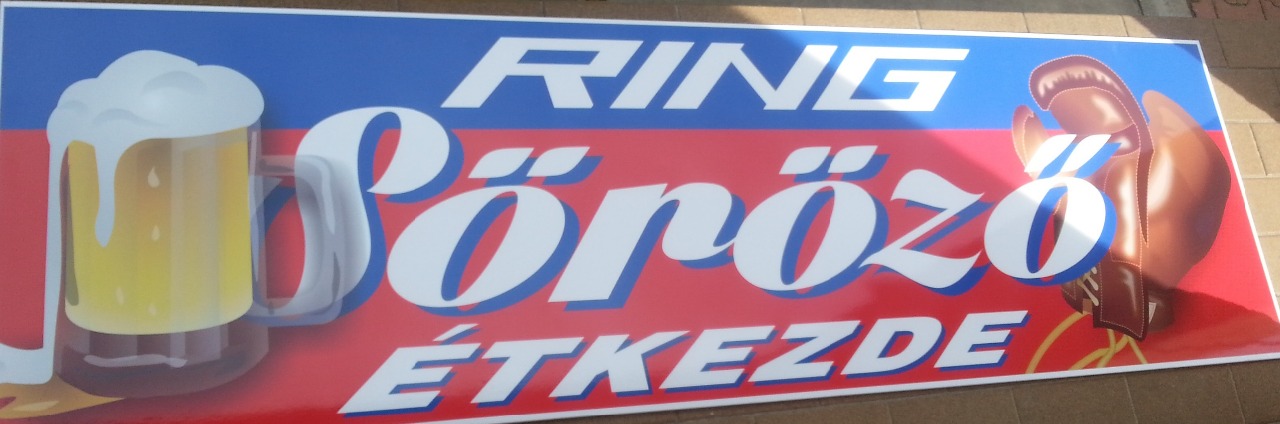 RING
Söröző
ÉTKEZDE